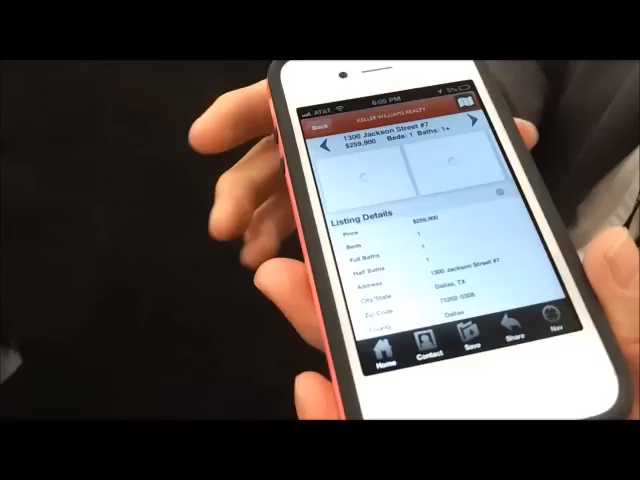 AT&T 6:05 PM 5%
Back KELLER WILLIAMS REALTY
1300 Jackson Street #7
$259,900 Beds: 1 Baths: 1+
Listing Details
Price $259,900
Beds 1
Full Baths 1
Half Baths 1
Address 1300 Jackson Street #7
City/State Dallas, TX
Zip Code 75202-5308
County Dallas
Home Contact Save Share Nav